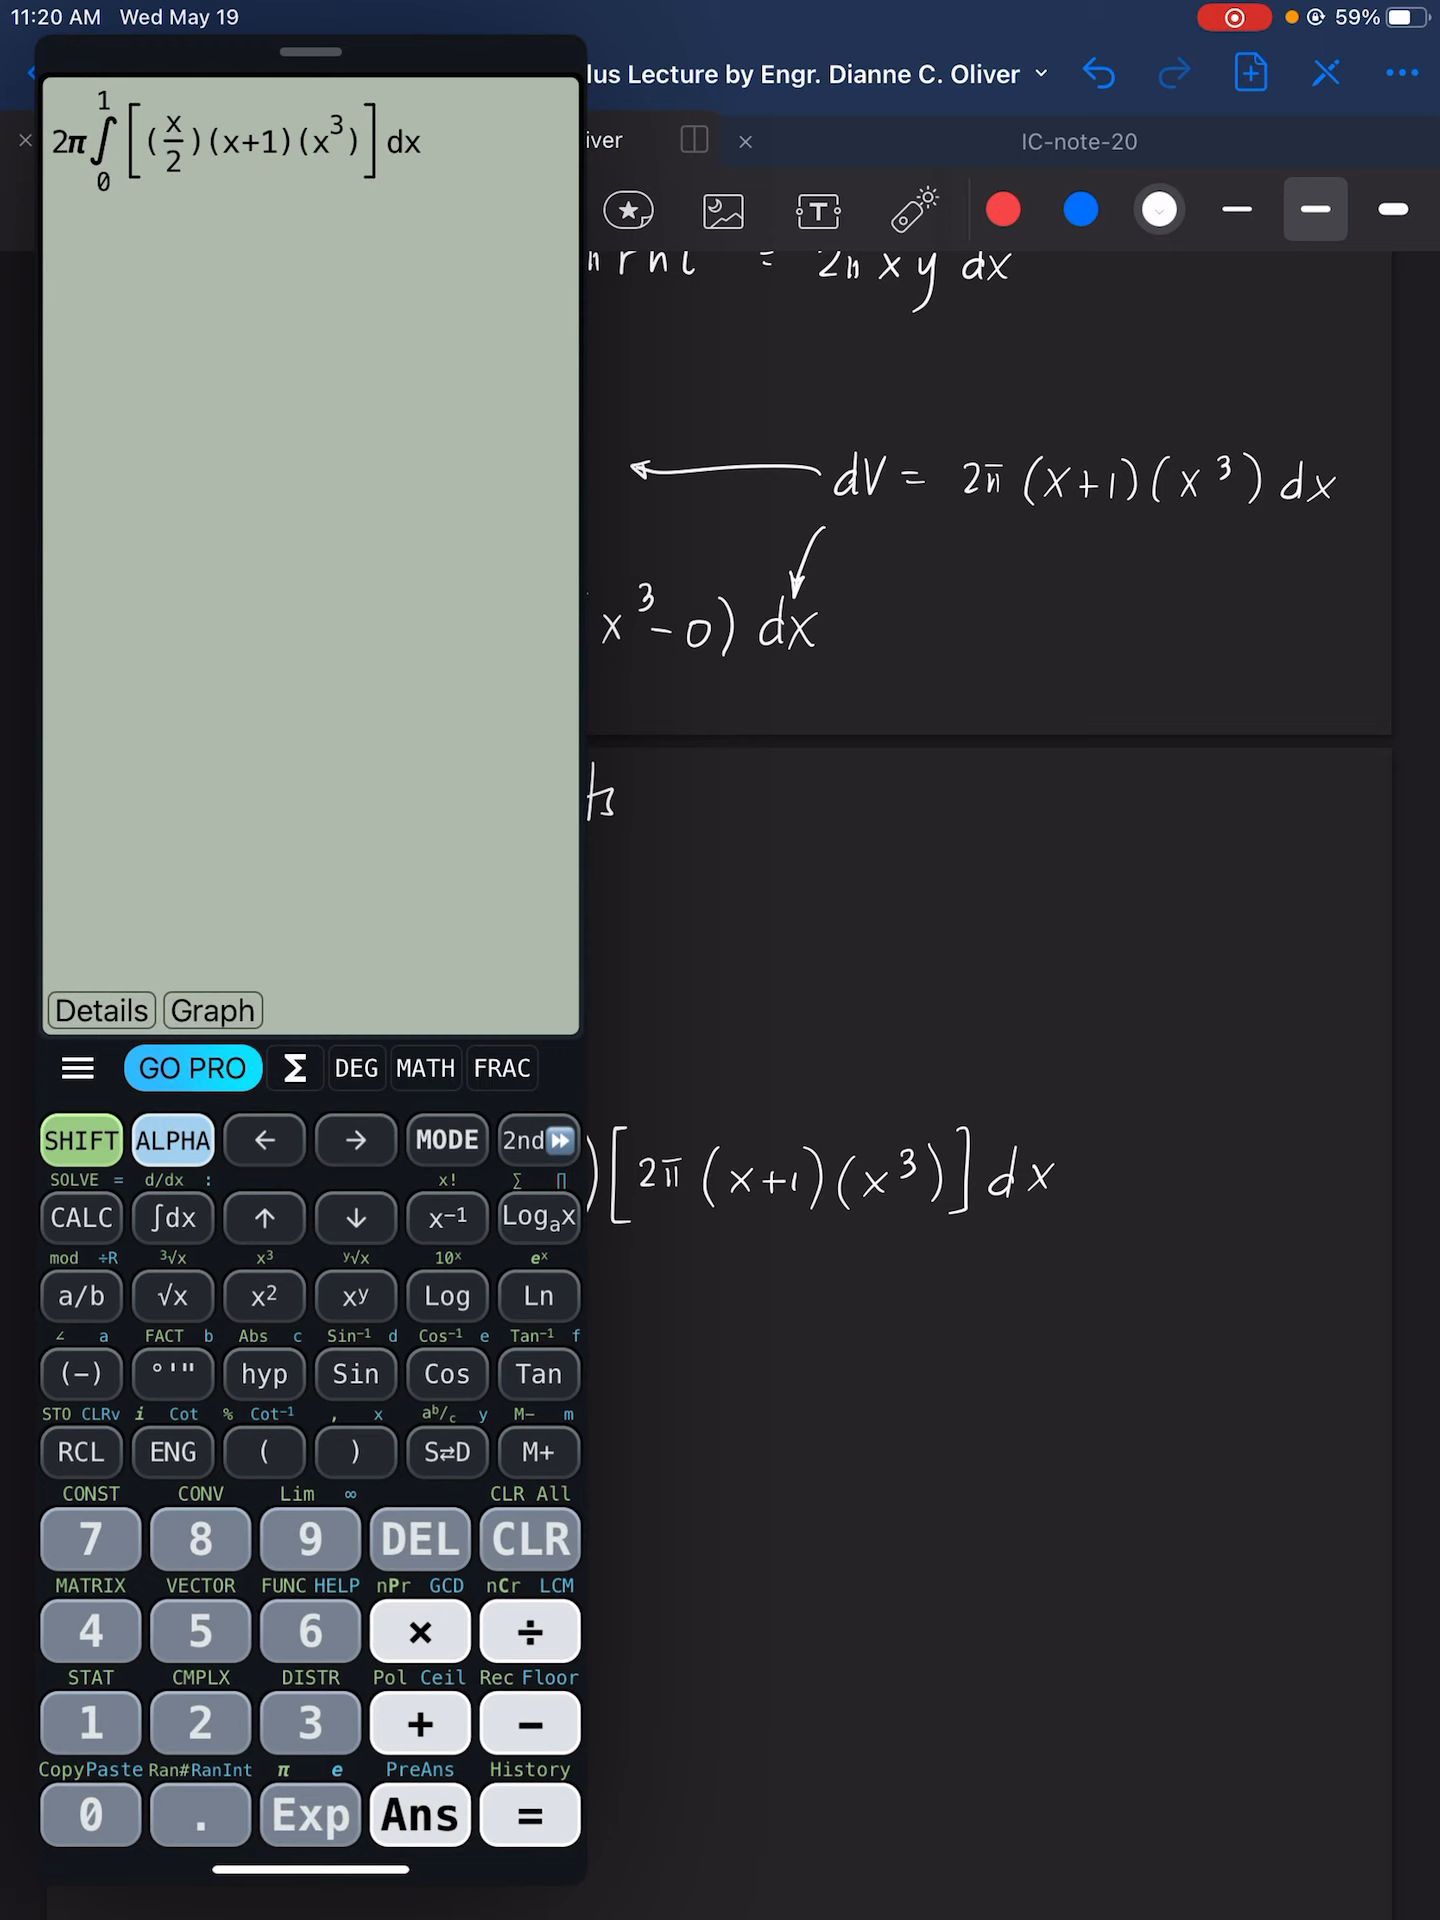 11:20 AM Wed May 19
59%
lus Lecture by Engr. Dianne C. Oliver
iver
IC-note-20
T
2π∫₀¹[(x/2)(x+1)(x³)]dx
= 2π x y dx
dV = 2π (x+1)(x³) dx
x³-0) dx
)[2π (x+1)(x³)] dx
Details Graph
GO PRO Σ DEG MATH FRAC
SHIFT ALPHA ← → MODE 2nd
SOLVE = d/dx : x! ∑ ∏
CALC ∫dx ↑ ↓ x⁻¹ Logₐx
mod ÷R ³√x x³ ʸ√x 10ˣ eˣ
a/b √x x² xʸ Log Ln
∠ a FACT b Abs c Sin⁻¹ d Cos⁻¹ e Tan⁻¹ f
(−) °'" hyp Sin Cos Tan
STO CLRv i Cot % Cot⁻¹ , x aᵇ/c y M− m
RCL ENG ( ) S⇄D M+
CONST CONV Lim ∞ CLR All
7 8 9 DEL CLR
MATRIX VECTOR FUNC HELP nPr GCD nCr LCM
4 5 6 × ÷
STAT CMPLX DISTR Pol Ceil Rec Floor
1 2 3 + −
Copy Paste Ran# RanInt π e PreAns History
0 . Exp Ans =